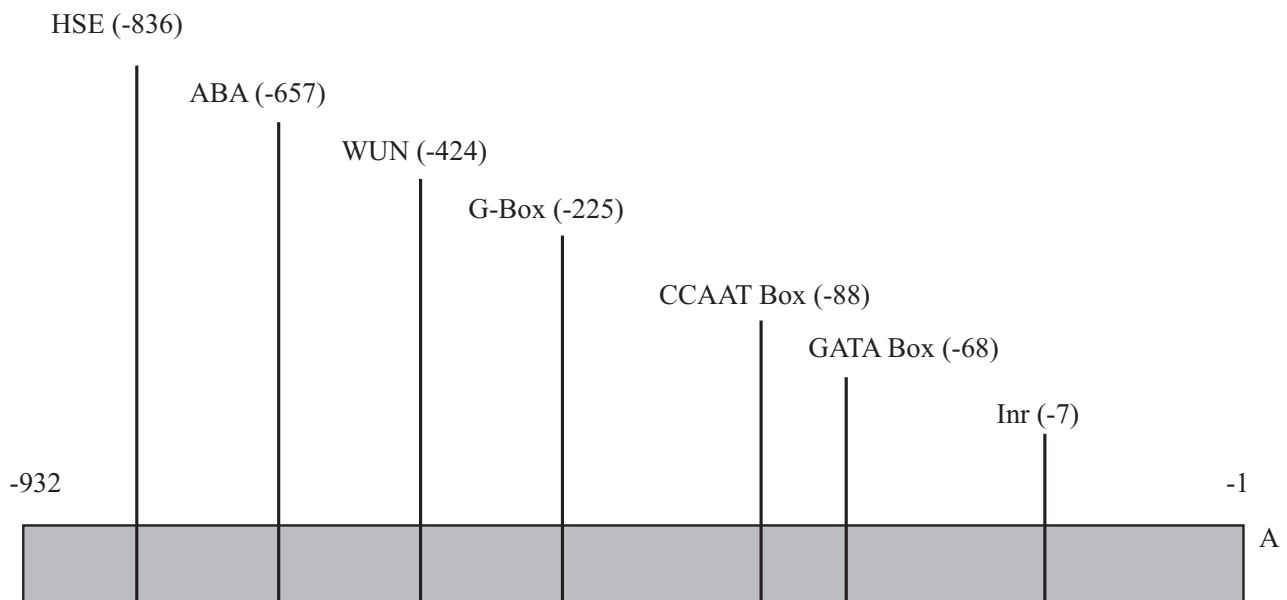 HSE (-836)
ABA (-657)
WUN (-424)
G-Box (-225)
CCAAT Box (-88)
GATA Box (-68)
Inr (-7)
-932
-1
A